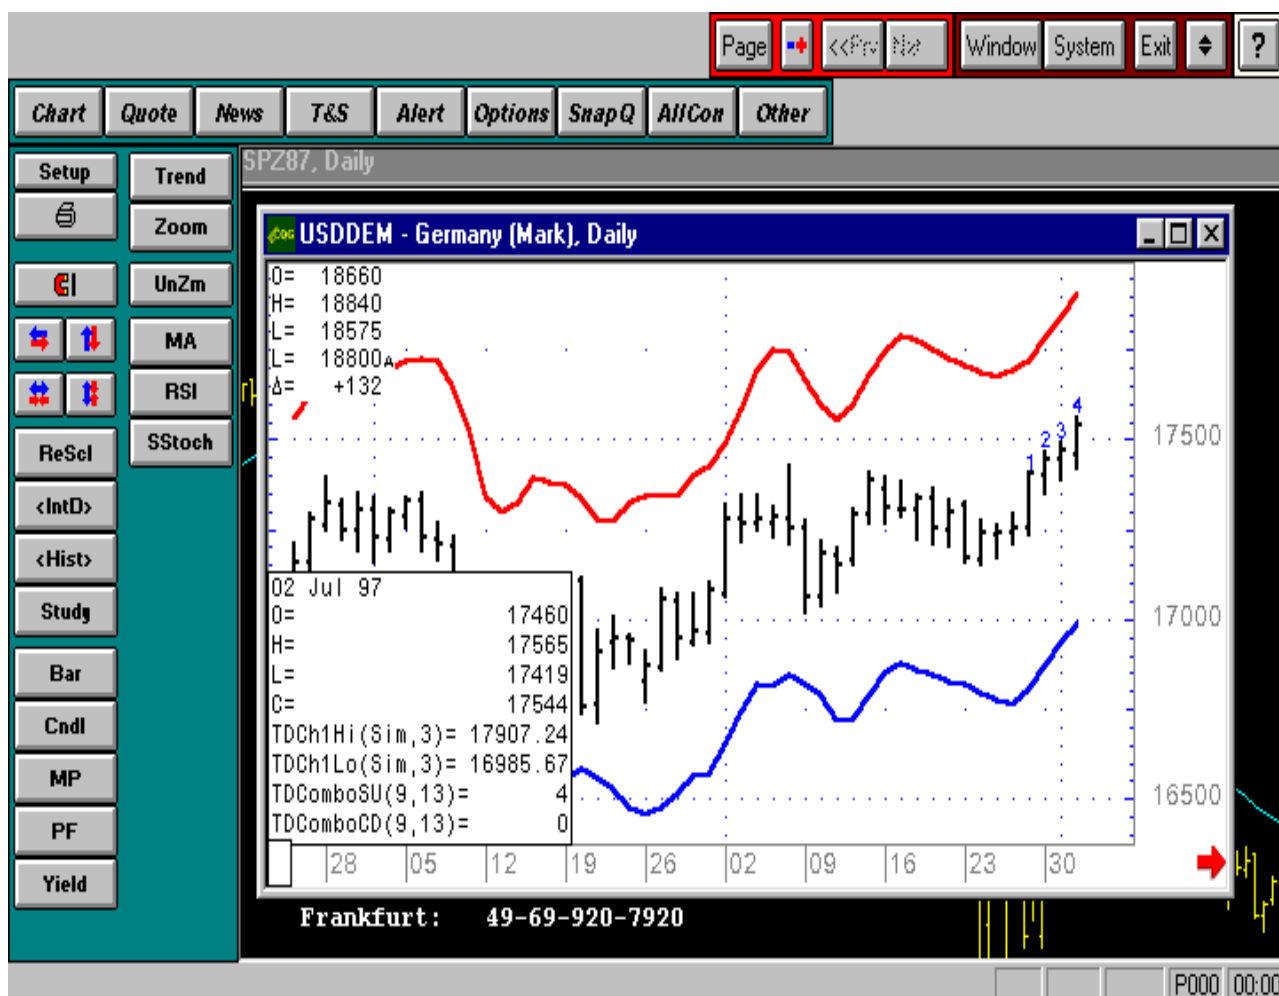 Page <<Prv Nxt Window System Exit ?
Chart Quote News T&S Alert Options SnapQ AllCon Other
Setup Trend
Zoom
UnZm
MA
RSI
SStoch
ReScl
<IntD>
<Hist>
Study
Bar
Cndl
MP
PF
Yield
SPZ87, Daily
CQG USDDEM - Germany (Mark), Daily
O= 18660
H= 18840
L= 18575
L= 18800A
Δ= +132
1 2 3 4
17500
17000
16500
02 Jul 97
O= 17460
H= 17565
L= 17419
C= 17544
TDCh1Hi(Sim,3)= 17907.24
TDCh1Lo(Sim,3)= 16985.67
TDComboSU(9,13)= 4
TDComboCD(9,13)= 0
28 05 12 19 26 02 09 16 23 30
Frankfurt: 49-69-920-7920
P000 00:00